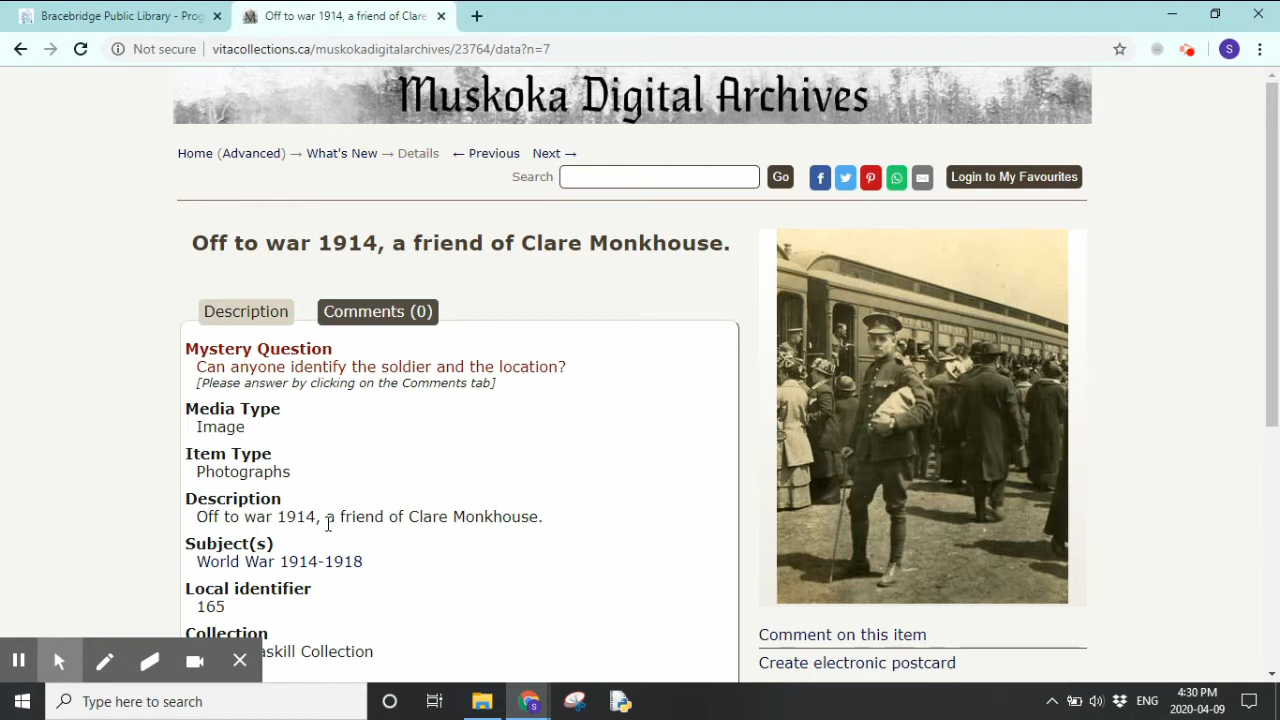 Bracebridge Public Library - Prog
Off to war 1914, a friend of Clare
Not secure
vitacollections.ca/muskokadigitalarchives/23764/data?n=7
S
Muskoka Digital Archives
Home (Advanced) → What's New → Details ← Previous Next →
Search
Go
Login to My Favourites
Off to war 1914, a friend of Clare Monkhouse.
Description
Comments (0)
Mystery Question
Can anyone identify the soldier and the location?
[Please answer by clicking on the Comments tab]
Media Type
Image
Item Type
Photographs
Description
Off to war 1914, a friend of Clare Monkhouse.
Subject(s)
World War 1914-1918
Local identifier
165
Collection
askill Collection
Comment on this item
Create electronic postcard
Type here to search
ENG
4:30 PM
2020-04-09